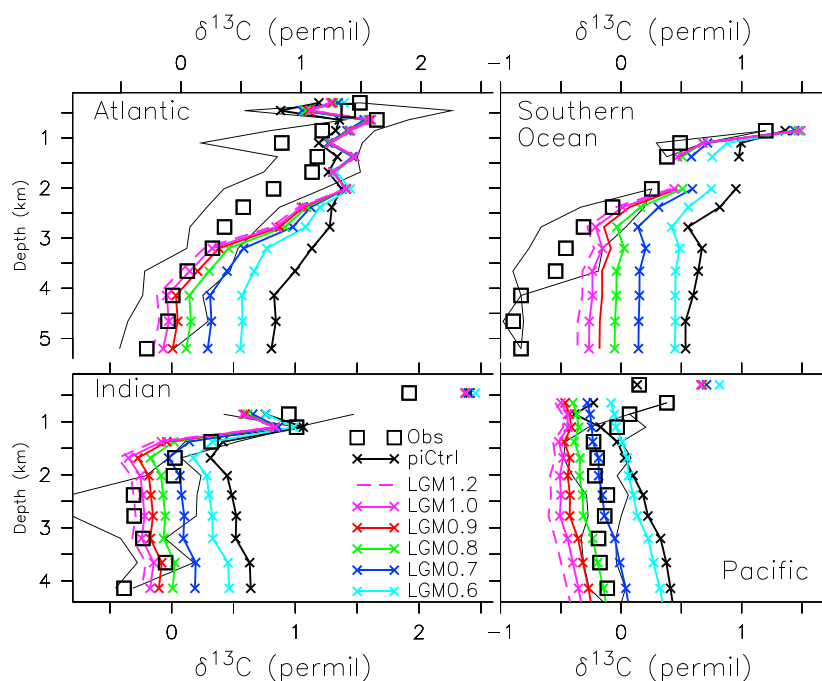 δ¹³C (permil) δ¹³C (permil)
0 1 2 -1 0 1
Atlantic Southern
Ocean
Depth (km)
1
2
3
4
5
Indian
Obs
piCtrl
LGM1.2
LGM1.0
LGM0.9
LGM0.8
LGM0.7
LGM0.6
Pacific
Depth (km)
0
1
2
3
4
0 1 2 -1 0 1
δ¹³C (permil) δ¹³C (permil)